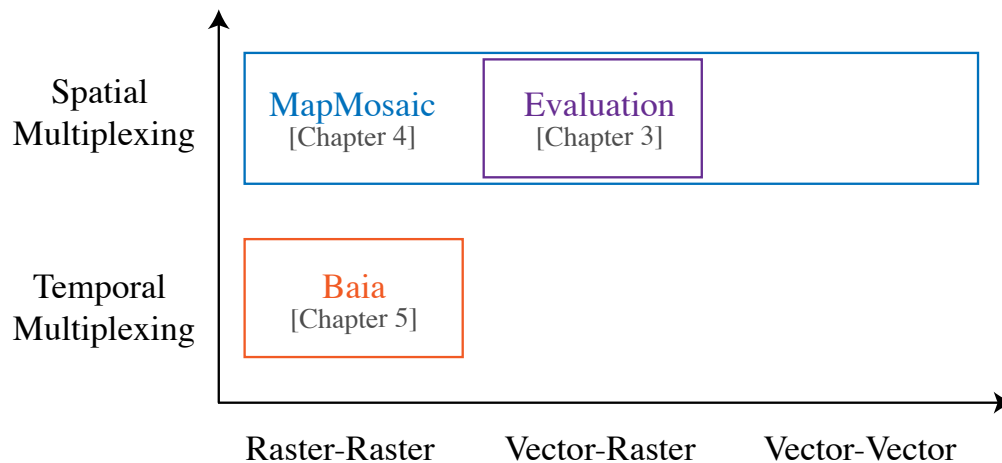 Spatial
Multiplexing
MapMosaic
[Chapter 4]
Evaluation
[Chapter 3]
Temporal
Multiplexing
Baia
[Chapter 5]
Raster-Raster
Vector-Raster
Vector-Vector